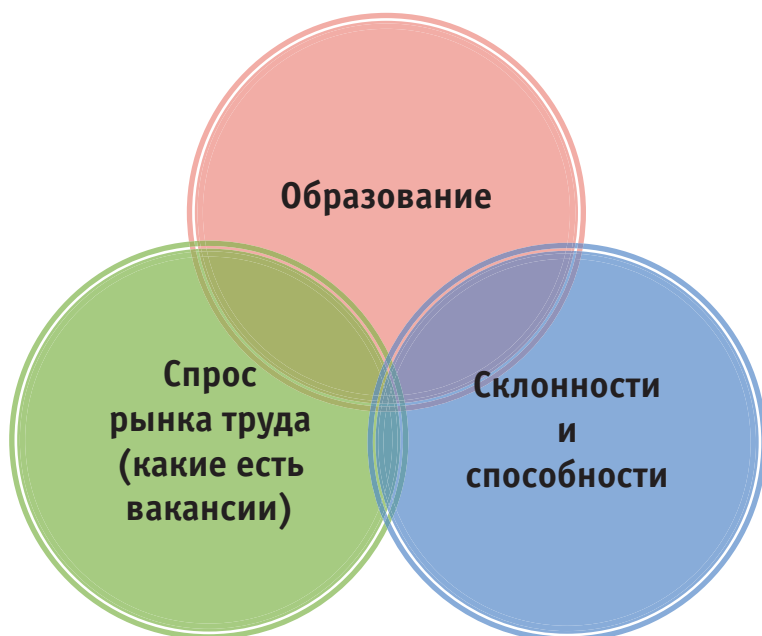 Образование
Спрос
рынка труда
(какие есть
вакансии)
Склонности
и
способности